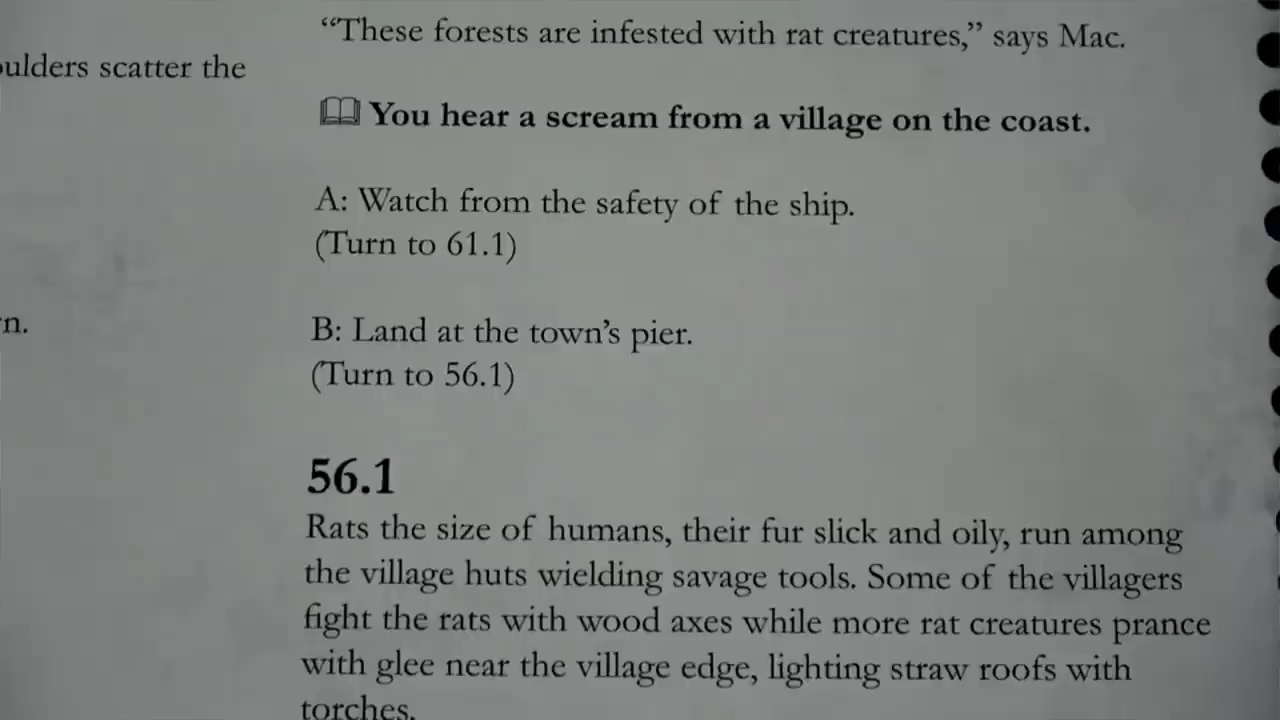 oulders scatter the
n.
“These forests are infested with rat creatures,” says Mac.
You hear a scream from a village on the coast.
A: Watch from the safety of the ship.
(Turn to 61.1)
B: Land at the town’s pier.
(Turn to 56.1)
56.1
Rats the size of humans, their fur slick and oily, run among
the village huts wielding savage tools. Some of the villagers
fight the rats with wood axes while more rat creatures prance
with glee near the village edge, lighting straw roofs with
torches.